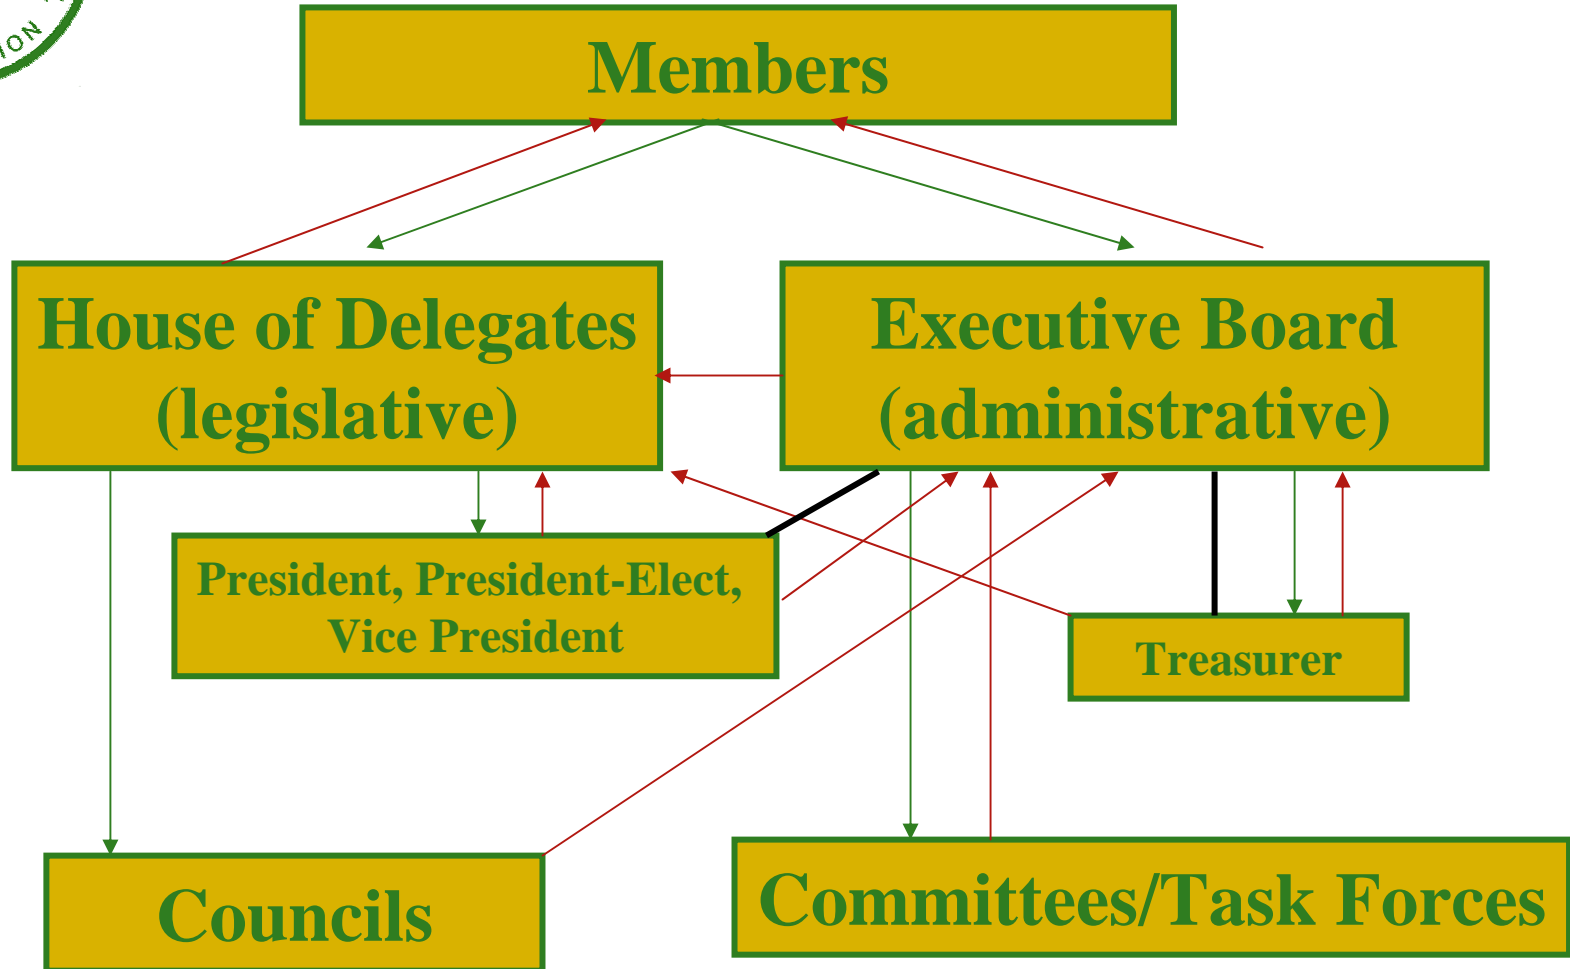 Members
House of Delegates
(legislative)
Executive Board
(administrative)
President, President-Elect,
Vice President
Treasurer
Councils
Committees/Task Forces